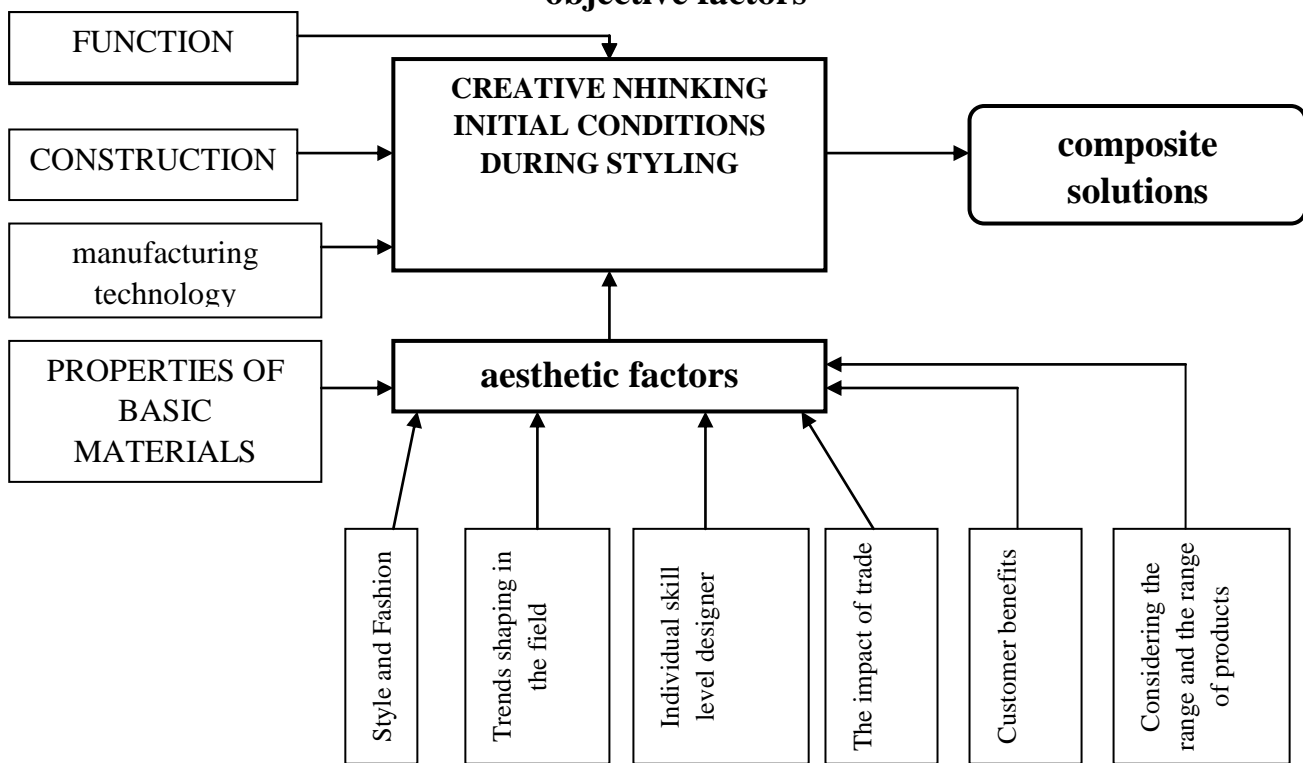 objective factors
FUNCTION
CREATIVE NHINKING
INITIAL CONDITIONS
DURING STYLING
CONSTRUCTION
composite
solutions
manufacturing
technology
PROPERTIES OF
BASIC
MATERIALS
aesthetic factors
Style and Fashion
Trends shaping in
the field
Individual skill
level designer
The impact of trade
Customer benefits
Considering the
range and the range
of products